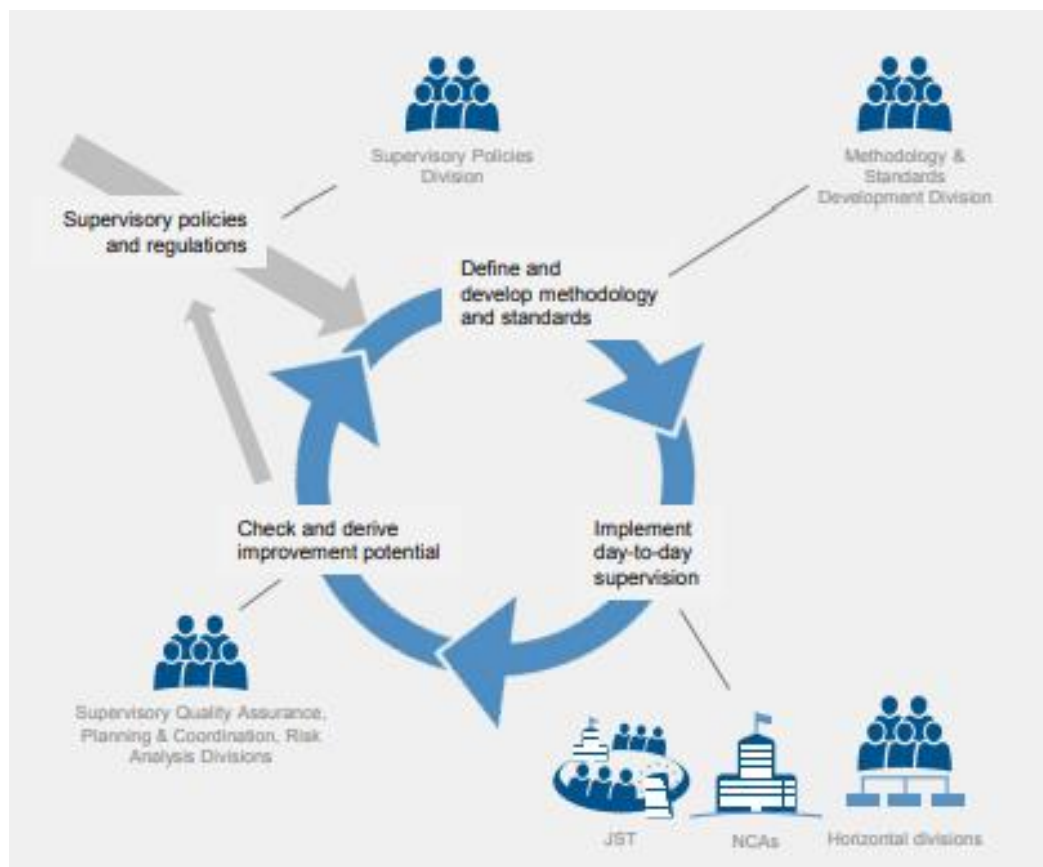 Supervisory Policies
Division
Methodology &
Standards
Development Division
Supervisory policies
and regulations
Define and
develop methodology
and standards
Check and derive
improvement potential
Implement
day-to-day
supervision
Supervisory Quality Assurance,
Planning & Coordination, Risk
Analysis Divisions
JST
NCAs
Horizontal divisions